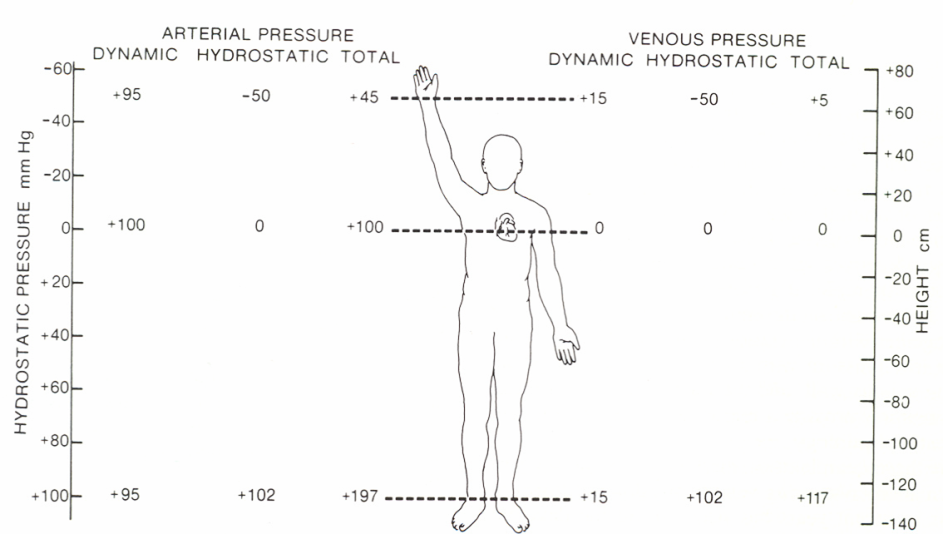 ARTERIAL PRESSURE
DYNAMIC HYDROSTATIC TOTAL
VENOUS PRESSURE
DYNAMIC HYDROSTATIC TOTAL
HYDROSTATIC PRESSURE mm Hg
-60
-40
-20
0
+20
+40
+60
+80
+100
+95 -50 +45
+15 -50 +5
+100 0 +100
0 0 0
+95 +102 +197
+15 +102 +117
+80
+60
+40
+20
0
-20
-40
-60
-80
-100
-120
-140
HEIGHT cm